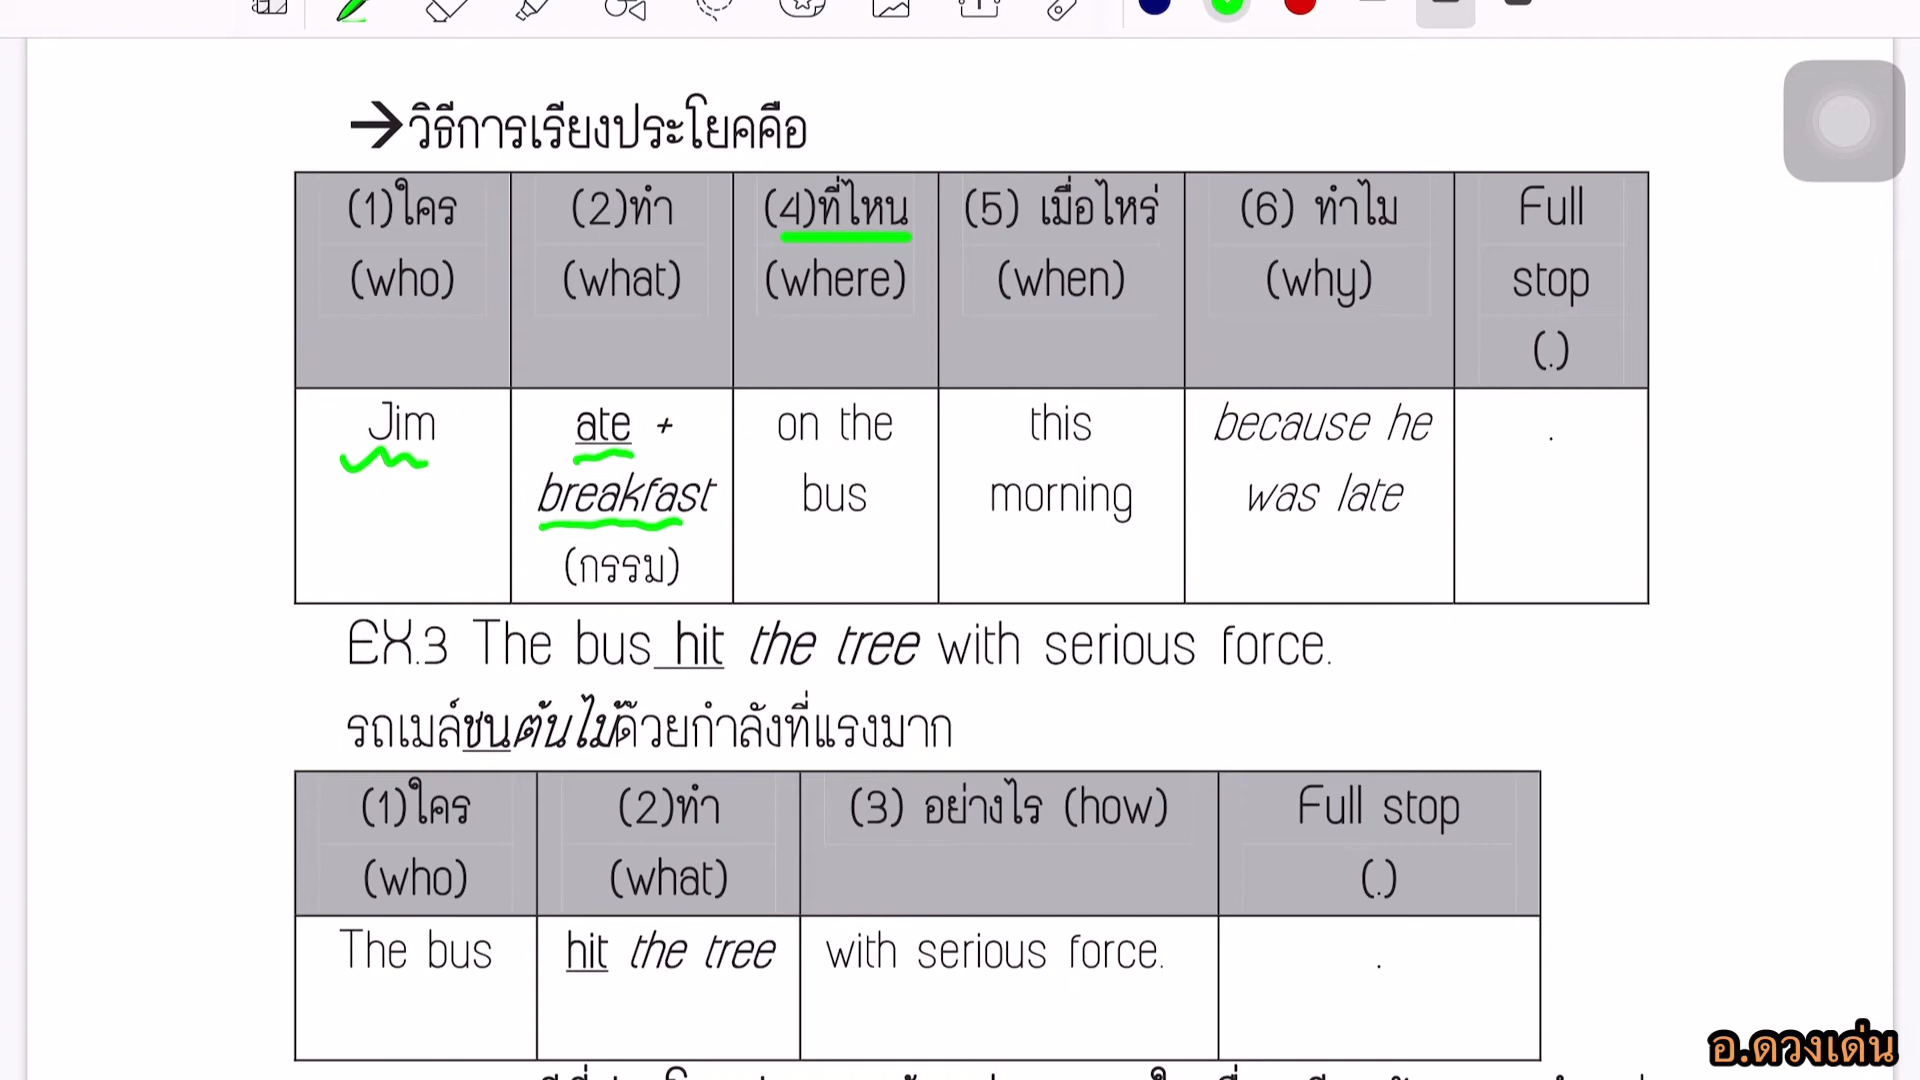 →วิธีการเรียงประโยคคือ
(1)ใคร (2)ทำ (4)ที่ไหน (5) เมื่อไหร่ (6) ทำไม Full
(who) (what) (where) (when) (why) stop
(.)
Jim ate + on the this because he .
breakfast bus morning was late
(กรรม)
EX.3 The bus hit the tree with serious force.
รถเมล์ชนต้นไม้ด้วยกำลังที่แรงมาก
(1)ใคร (2)ทำ (3) อย่างไร (how) Full stop
(who) (what) (.)
The bus hit the tree with serious force. .
อ.ดวงเด่น